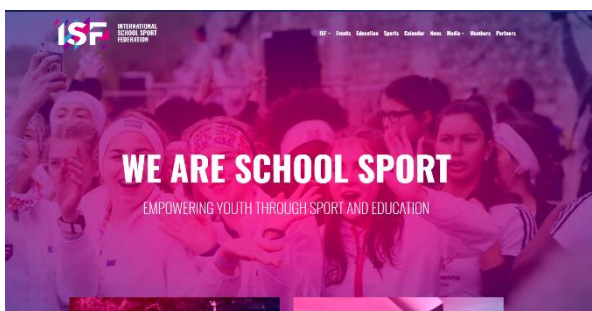 ISF
INTERNATIONAL
SCHOOL SPORT
FEDERATION
ISF Events Education Sports Calendar News Media Members Partners
WE ARE SCHOOL SPORT
EMPOWERING YOUTH THROUGH SPORT AND EDUCATION